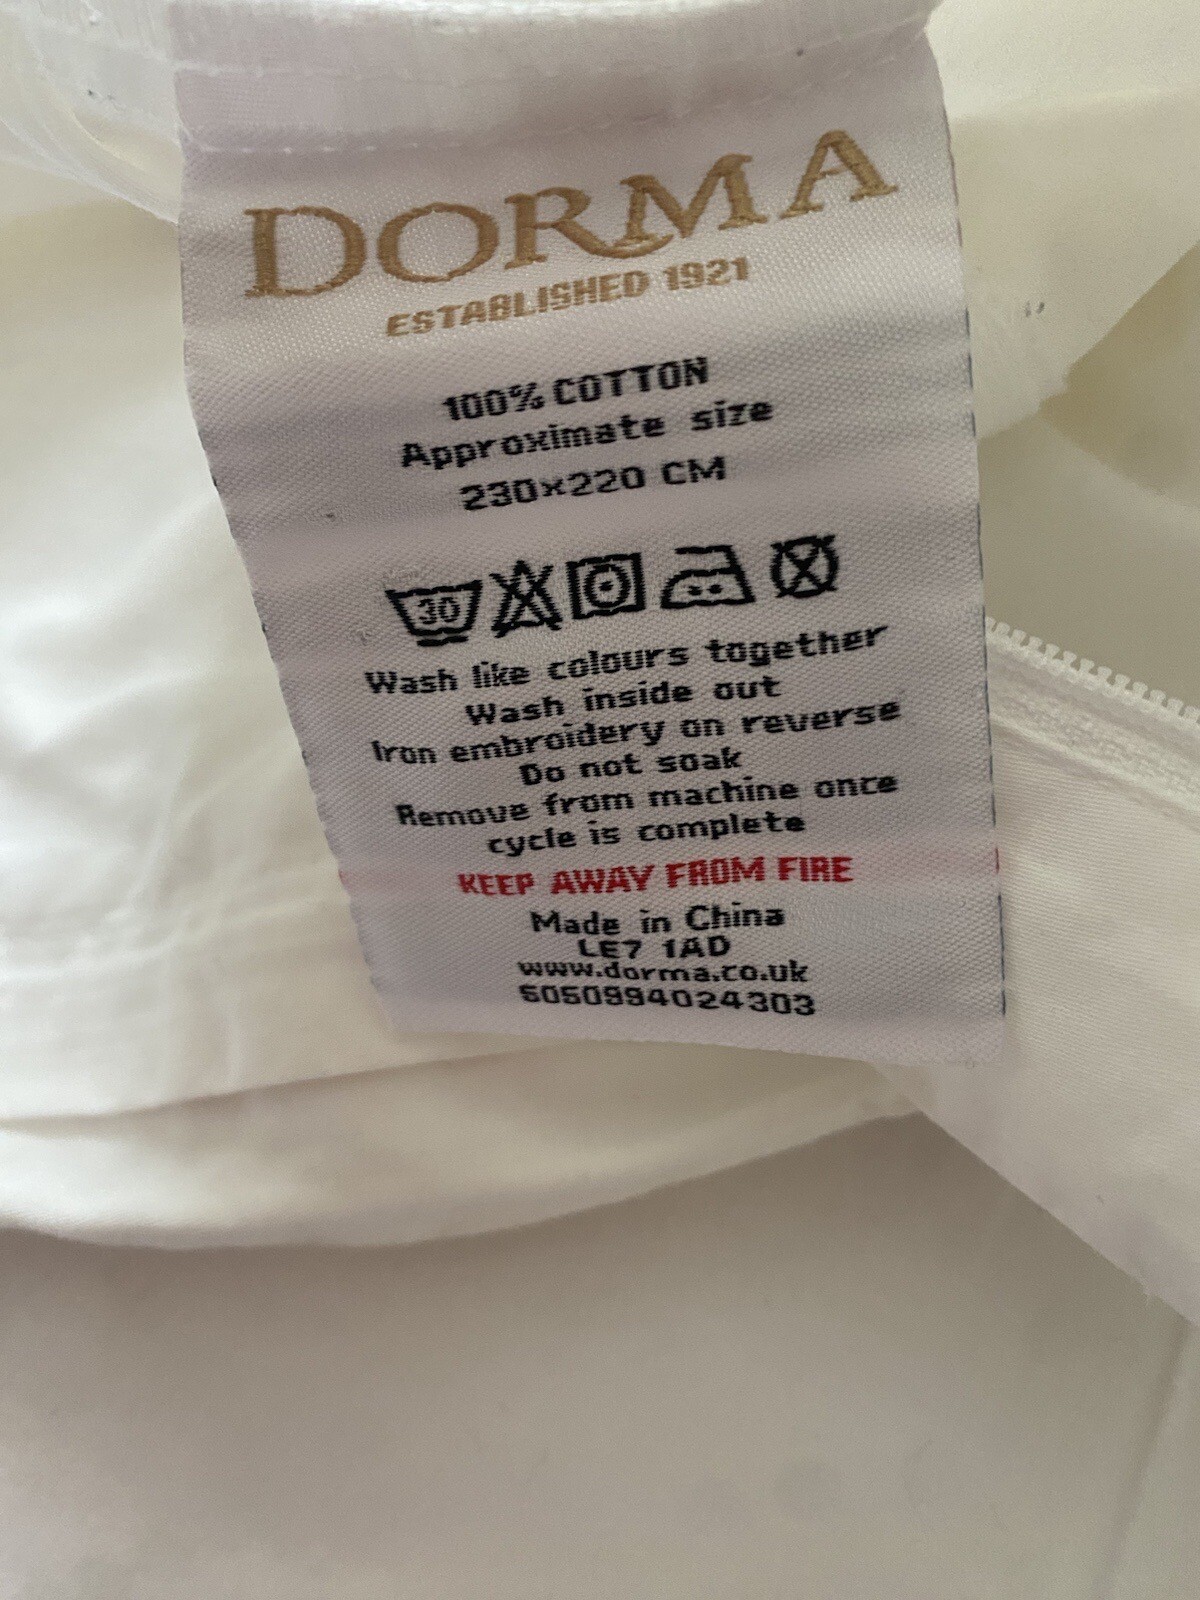 DORMA
ESTABLISHED 1921
100% COTTON
Approximate size
230x220 CM
30
Wash like colours together
Wash inside out
Iron embroidery on reverse
Do not soak
Remove from machine once
cycle is complete
KEEP AWAY FROM FIRE
Made in China
LE7 1AD
www.dorma.co.uk
5050994024303